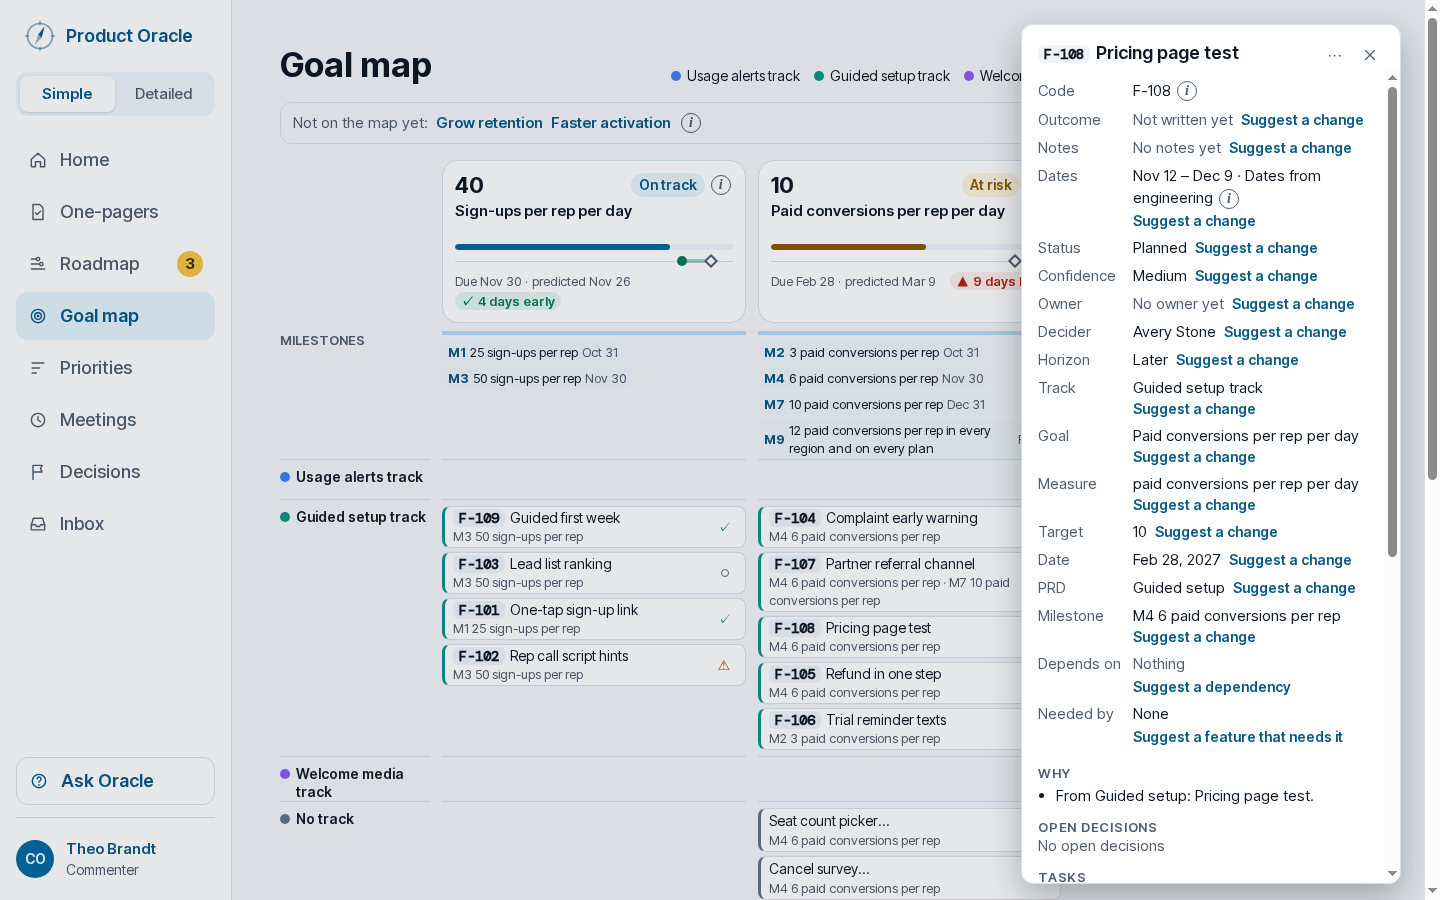 Product Oracle
Simple
Detailed
Home
One-pagers
Roadmap
3
Goal map
Priorities
Meetings
Decisions
Inbox
Ask Oracle
CO
Theo Brandt
Commenter
Goal map
Usage alerts track
Guided setup track
Not on the map yet: Grow retention Faster activation i
40
On track
i
Sign-ups per rep per day
Due Nov 30 · predicted Nov 26
✓ 4 days early
10
At risk
Paid conversions per rep per day
Due Feb 28 · predicted Mar 9
▲ 9 days
MILESTONES
M1 25 sign-ups per rep Oct 31
M3 50 sign-ups per rep Nov 30
M2 3 paid conversions per rep Oct 31
M4 6 paid conversions per rep Nov 30
M7 10 paid conversions per rep Dec 31
M9 12 paid conversions per rep in every
region and on every plan
Usage alerts track
Guided setup track
F-109 Guided first week
M3 50 sign-ups per rep
✓
F-103 Lead list ranking
M3 50 sign-ups per rep
○
F-101 One-tap sign-up link
M1 25 sign-ups per rep
✓
F-102 Rep call script hints
M3 50 sign-ups per rep
⚠
F-104 Complaint early warning
M4 6 paid conversions per rep
F-107 Partner referral channel
M4 6 paid conversions per rep · M7 10 paid
conversions per rep
F-108 Pricing page test
M4 6 paid conversions per rep
F-105 Refund in one step
M4 6 paid conversions per rep
F-106 Trial reminder texts
M2 3 paid conversions per rep
Welcome media
track
No track
Seat count picker...
M4 6 paid conversions per rep
Cancel survey...
M4 6 paid conversions per rep
F-108 Pricing page test
...
Code F-108 i
Outcome Not written yet Suggest a change
Notes No notes yet Suggest a change
Dates Nov 12 – Dec 9 · Dates from
engineering i
Suggest a change
Status Planned Suggest a change
Confidence Medium Suggest a change
Owner No owner yet Suggest a change
Decider Avery Stone Suggest a change
Horizon Later Suggest a change
Track Guided setup track
Suggest a change
Goal Paid conversions per rep per day
Suggest a change
Measure paid conversions per rep per day
Suggest a change
Target 10 Suggest a change
Date Feb 28, 2027 Suggest a change
PRD Guided setup Suggest a change
Milestone M4 6 paid conversions per rep
Suggest a change
Depends on Nothing
Suggest a dependency
Needed by None
Suggest a feature that needs it
WHY
• From Guided setup: Pricing page test.
OPEN DECISIONS
No open decisions
TASKS